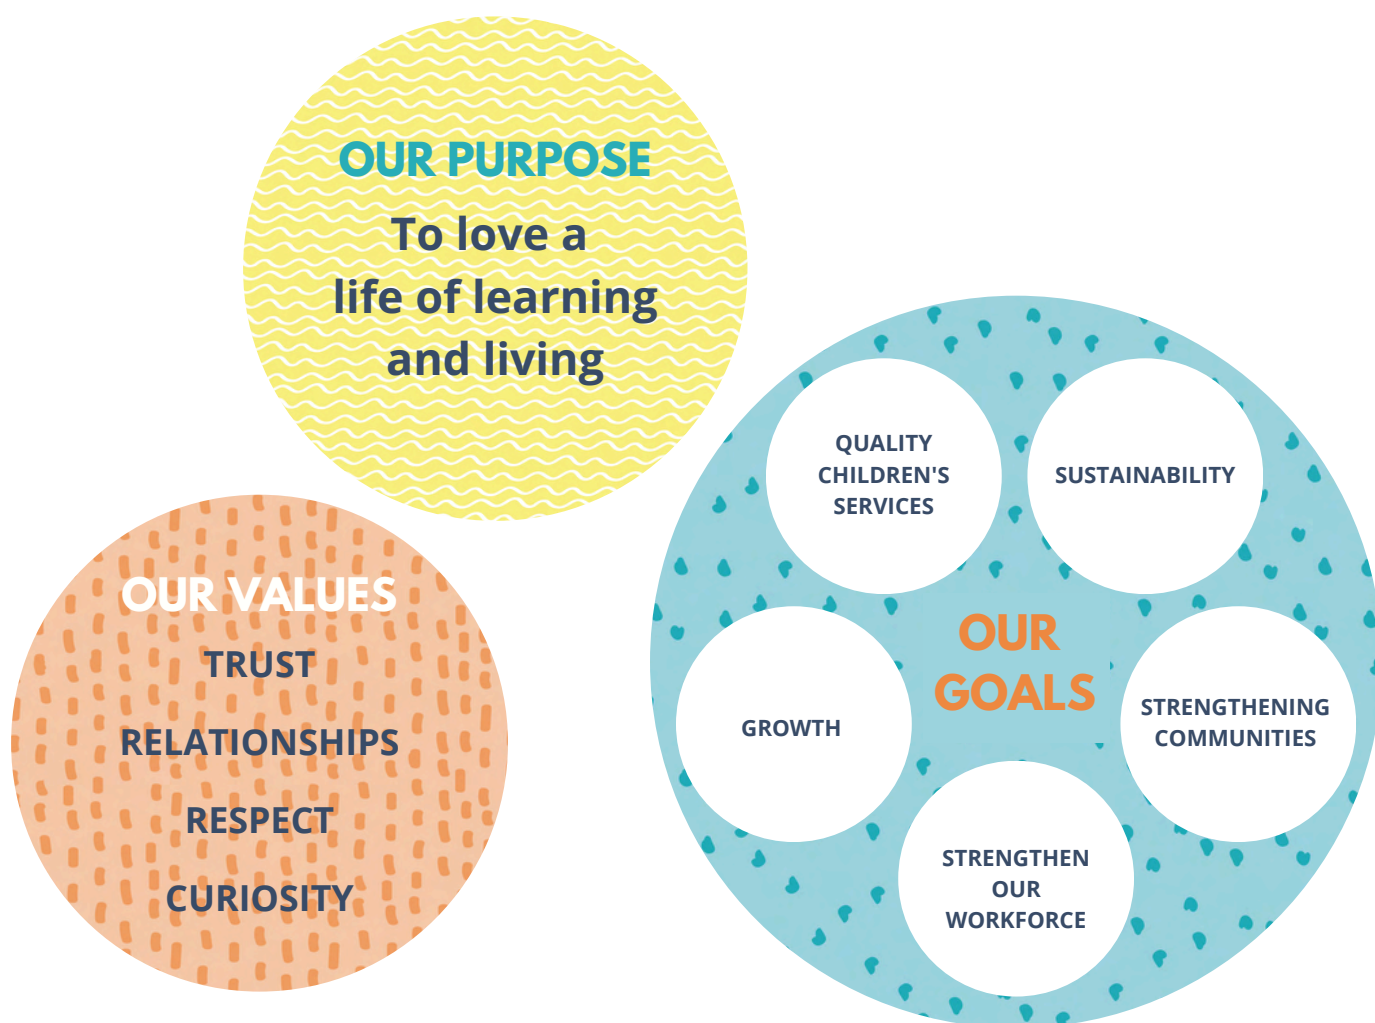 OUR PURPOSE
To love a
life of learning
and living
OUR VALUES
TRUST
RELATIONSHIPS
RESPECT
CURIOSITY
OUR
GOALS
QUALITY
CHILDREN'S
SERVICES
SUSTAINABILITY
STRENGTHENING
COMMUNITIES
STRENGTHEN
OUR
WORKFORCE
GROWTH